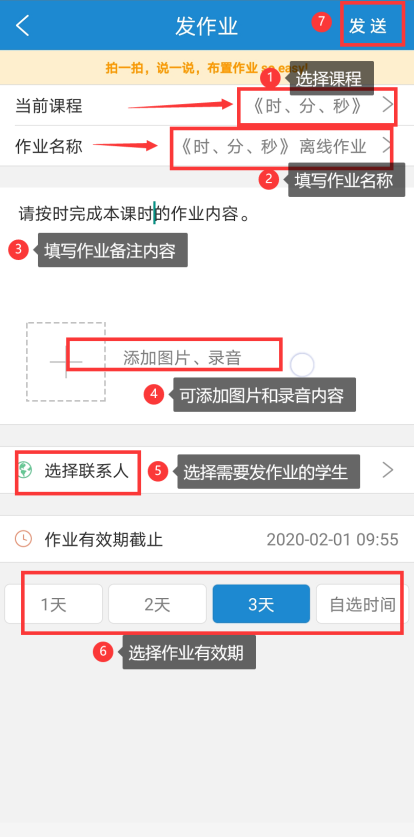 发作业
7
发送
拍一拍，说一说，布置作业 so easy!
1
选择课程
当前课程
《时、分、秒》
作业名称
《时、分、秒》离线作业
2
填写作业名称
请按时完成本课时的作业内容。
3
填写作业备注内容
添加图片、录音
4
可添加图片和录音内容
选择联系人
5
选择需要发作业的学生
作业有效期截止
2020-02-01 09:55
1天
2天
3天
自选时间
6
选择作业有效期